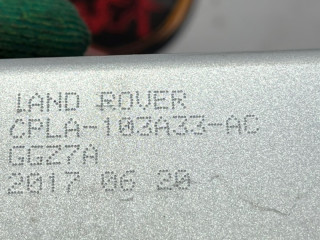 LAND ROVER
CPLA-103A33-AC
GGZ7A
2017 06 20